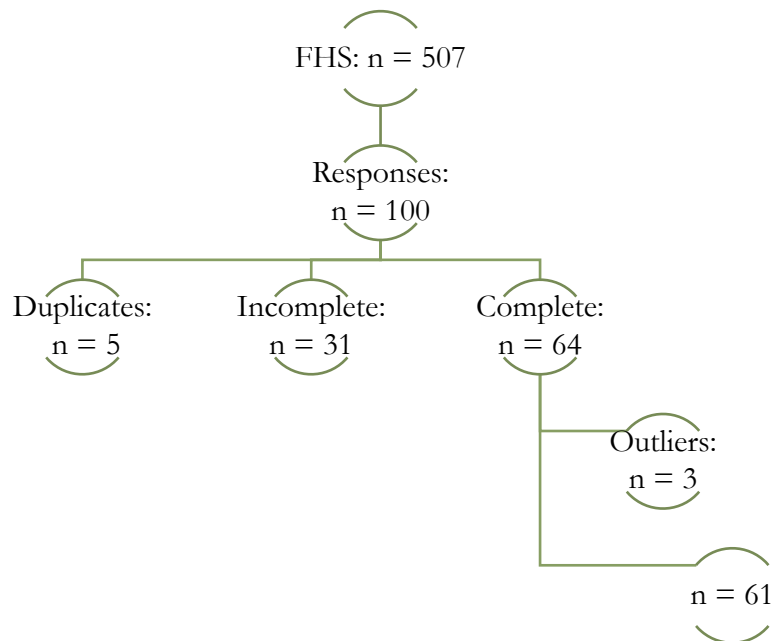 FHS: n = 507
Responses:
n = 100
Duplicates:
n = 5
Incomplete:
n = 31
Complete:
n = 64
Outliers:
n = 3
n = 61